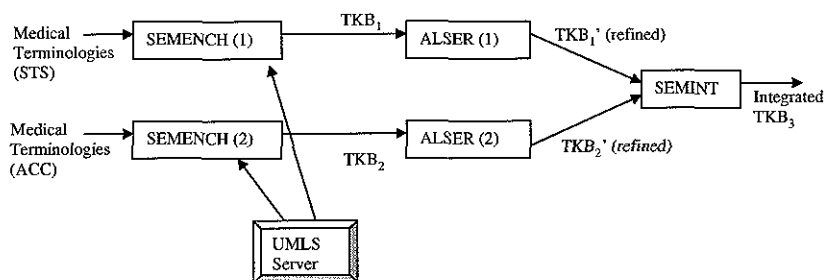 Medical
Terminologies
(STS)
SEMENCH (1)
TKB1
ALSER (1)
TKB1' (refined)
SEMINT
Integrated
TKB3
Medical
Terminologies
(ACC)
SEMENCH (2)
TKB2
ALSER (2)
TKB2' (refined)
UMLS
Server